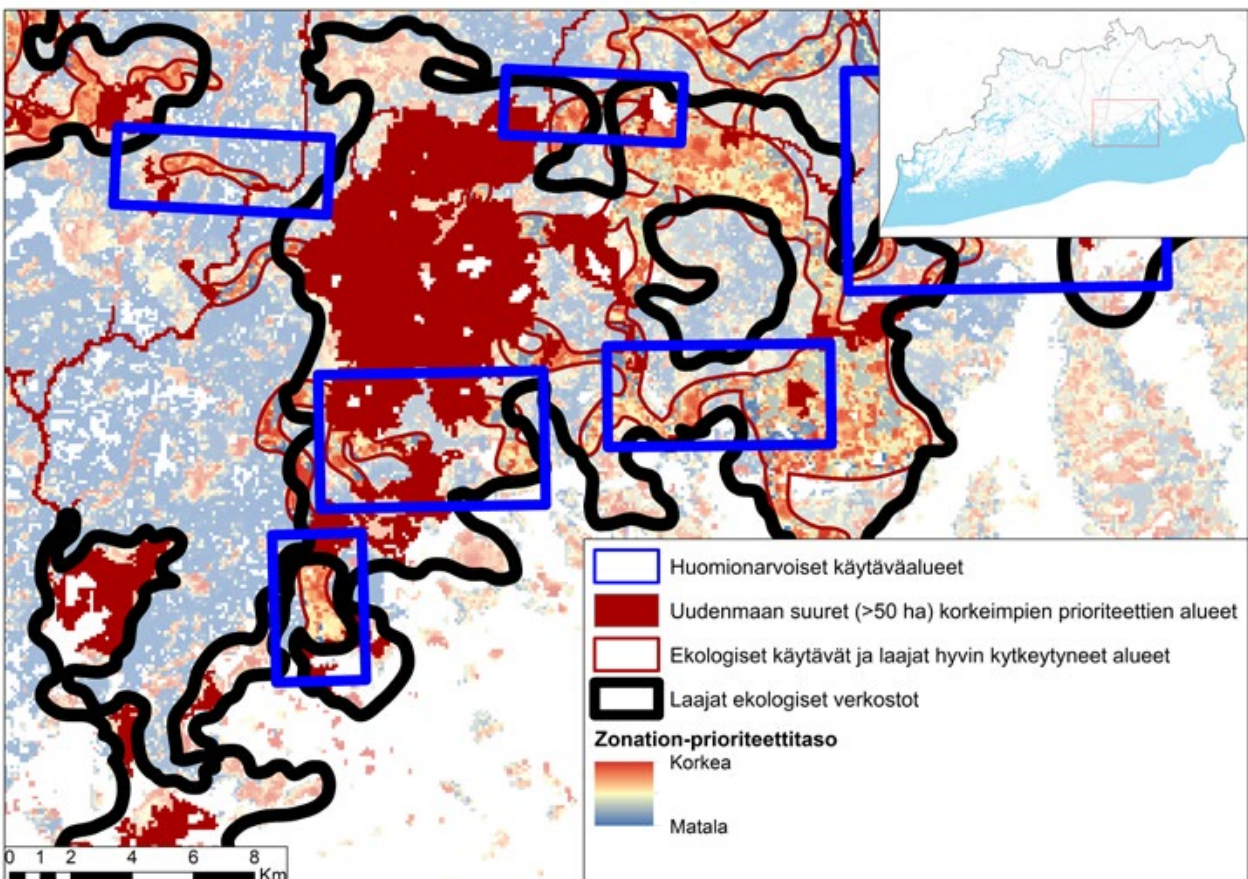 Huomionarvoiset käytäväalueet
Uudenmaan suuret (>50 ha) korkeimpien prioriteettien alueet
Ekologiset käytävät ja laajat hyvin kytkeytyneet alueet
Laajat ekologiset verkostot
Zonation-prioriteettitaso
Korkea
Matala
0 1 2 4 6 8
Km